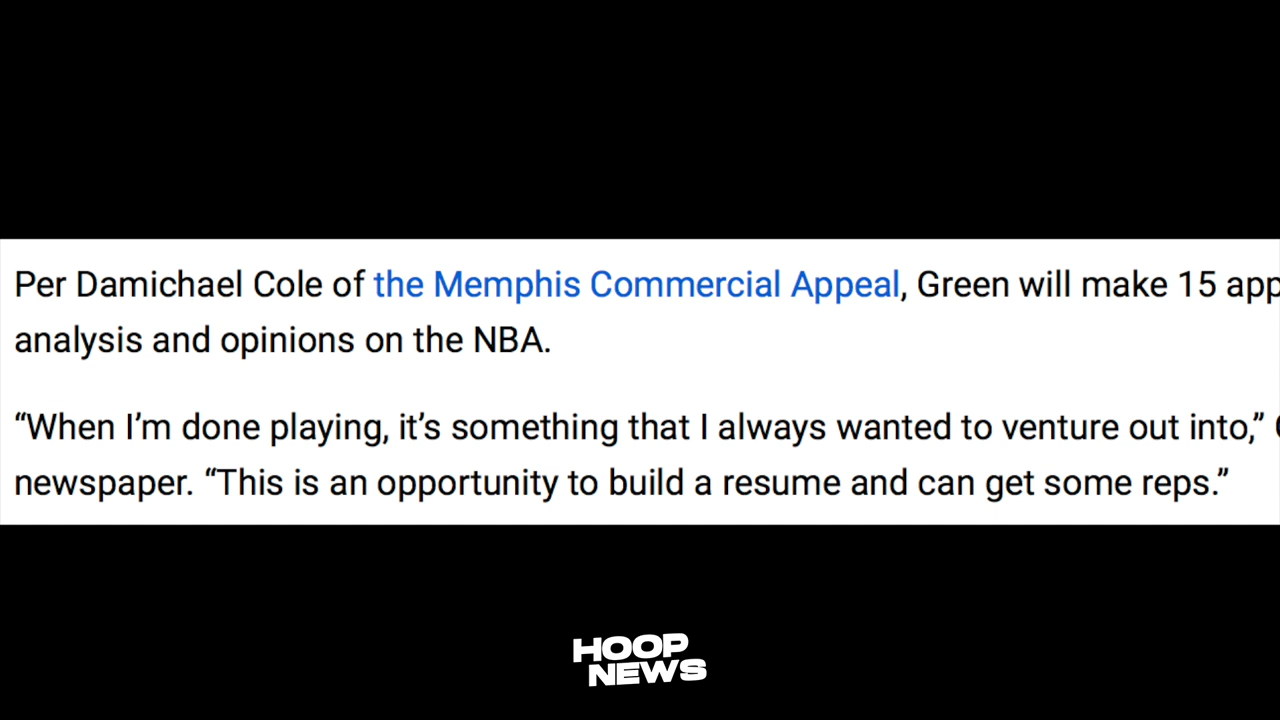 Per Damichael Cole of the Memphis Commercial Appeal, Green will make 15
analysis and opinions on the NBA.
“When I’m done playing, it’s something that I always wanted to venture out into,”
newspaper. “This is an opportunity to build a resume and can get some reps.”
HOOP
NEWS